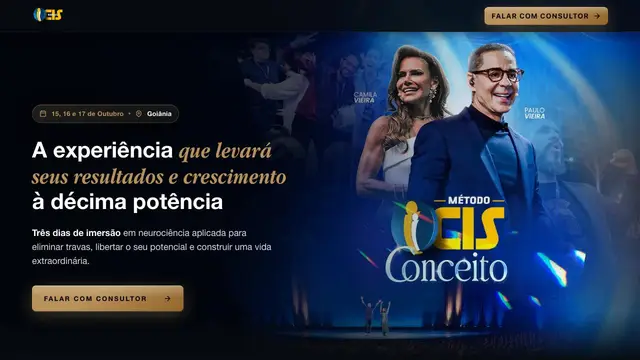 CIS
FALAR COM CONSULTOR →
CAMILA
VIEIRA
PAULO
VIEIRA
15, 16 e 17 de Outubro • Goiânia
A experiência que levará
seus resultados e crescimento
à décima potência
Três dias de imersão em neurociência aplicada para
eliminar travas, libertar o seu potencial e construir uma vida
extraordinária.
FALAR COM CONSULTOR →
MÉTODO
CIS
Conceito